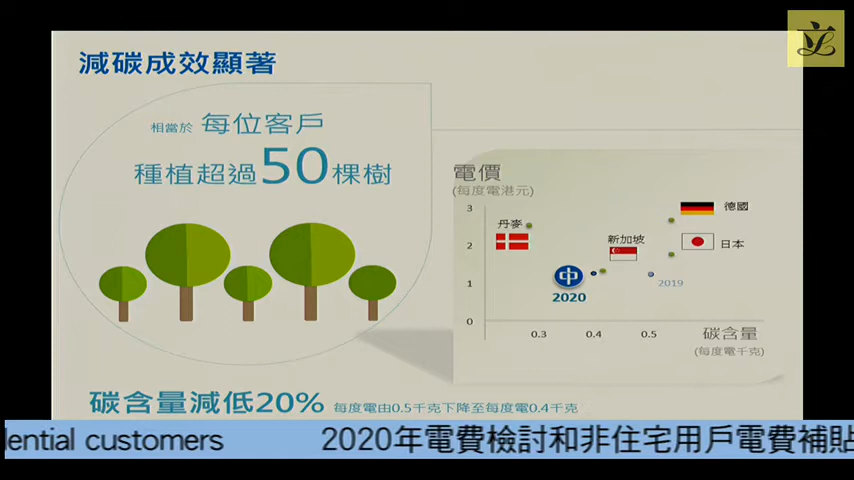 減碳成效顯著
相當於 每位客戶
種植超過50棵樹
電價
(每度電港元)
3
2
1
0
丹麥
新加坡
德國
日本
中
2020
2019
0.3
0.4
0.5
碳含量
(每度電千克)
碳含量減低20% 每度電由0.5千克下降至每度電0.4千克
dential customers 2020年電費檢討和非住宅用戶電費補貼
立